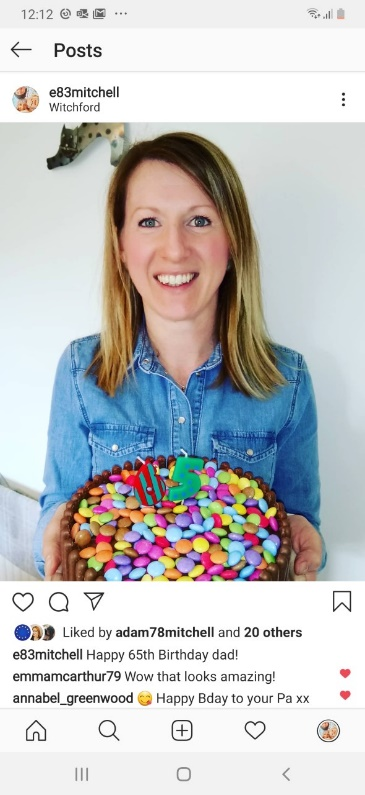 12:12
Posts
e83mitchell
Witchford
65
Liked by adam78mitchell and 20 others
e83mitchell Happy 65th Birthday dad!
emmamcarthur79 Wow that looks amazing!
annabel_greenwood 😋 Happy Bday to your Pa xx